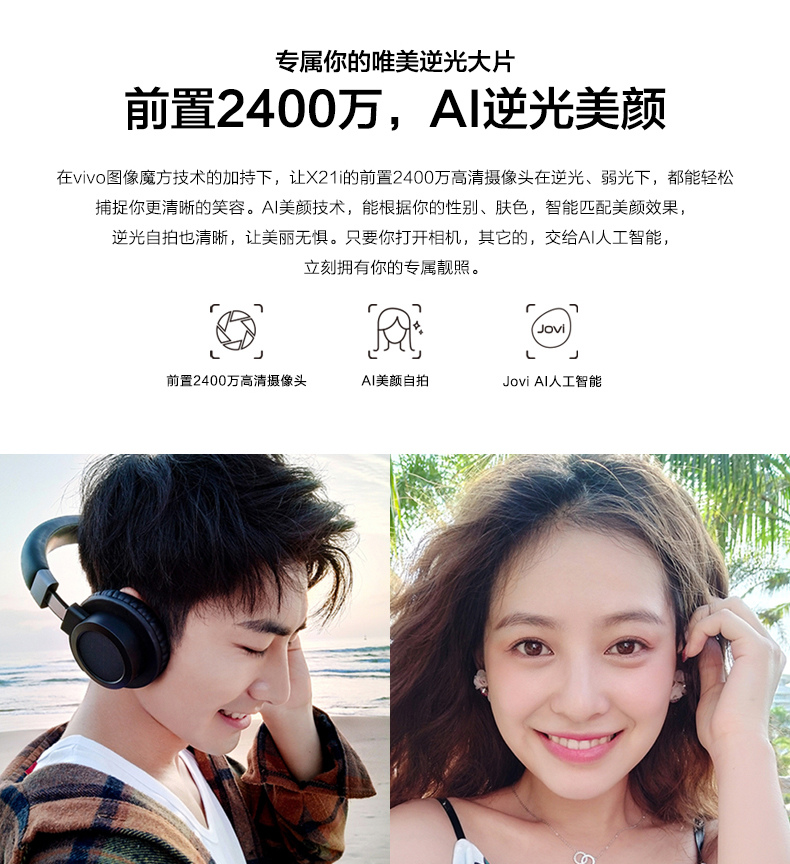 专属你的唯美逆光大片
前置2400万，AI逆光美颜
在vivo图像魔方技术的加持下，让X21i的前置2400万高清摄像头在逆光、弱光下，都能轻松
捕捉你更清晰的笑容。AI美颜技术，能根据你的性别、肤色，智能匹配美颜效果，
逆光自拍也清晰，让美丽无惧。只要你打开相机，其它的，交给AI人工智能，
立刻拥有你的专属靓照。
Jovi
前置2400万高清摄像头
AI美颜自拍
Jovi AI人工智能